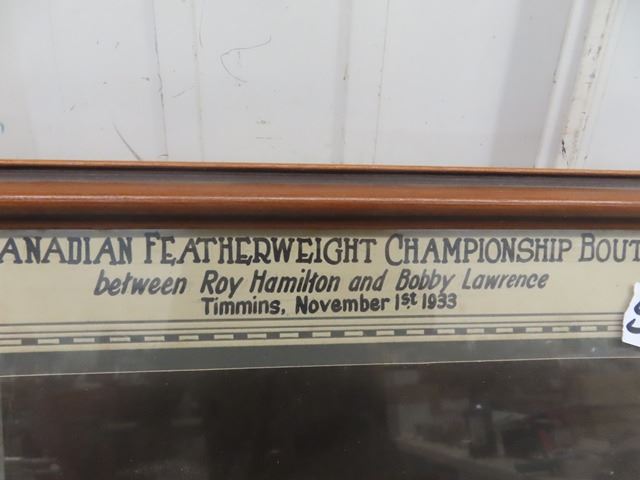 ANADIAN FEATHERWEIGHT CHAMPIONSHIP BOUT
between Roy Hamilton and Bobby Lawrence
Timmins, November 1st. 1933